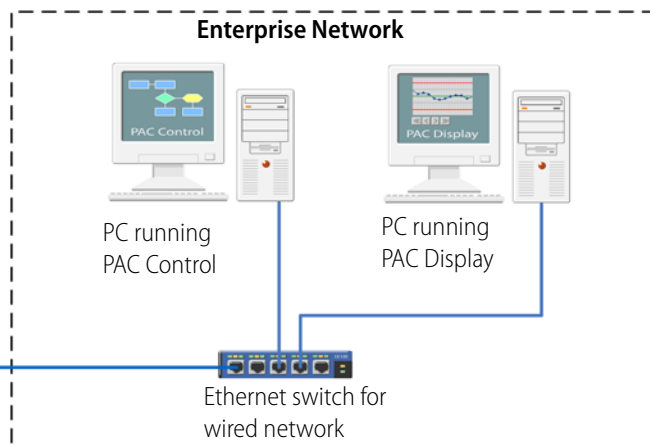 Enterprise Network
PAC Control
PAC Display
PC running
PAC Control
PC running
PAC Display
Ethernet switch for
wired network